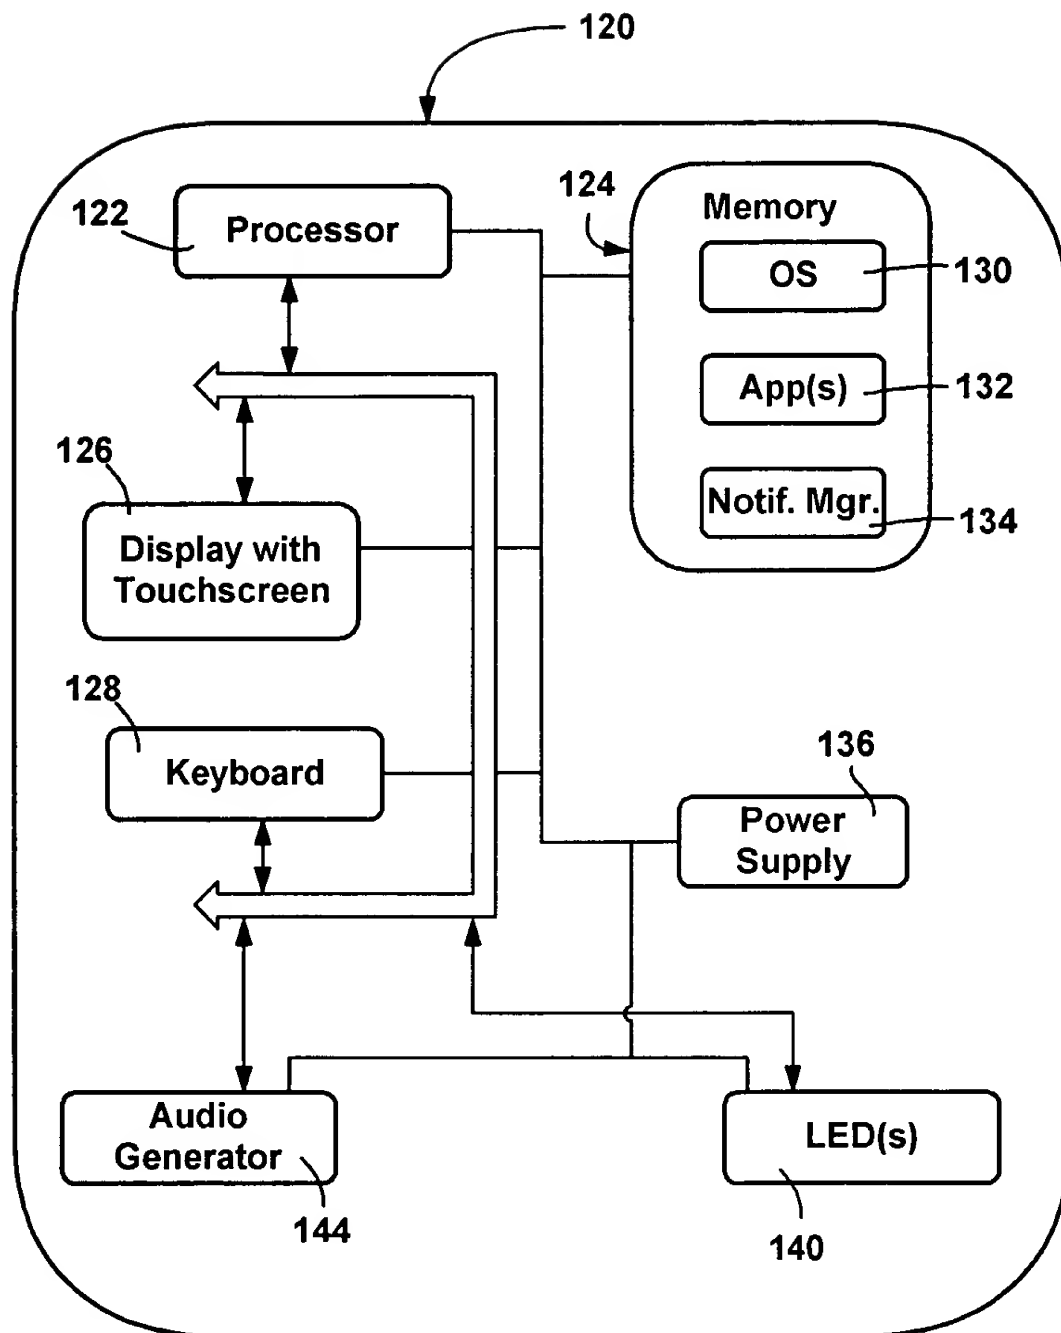 120
124
Memory
122
Processor
OS
130
App(s)
132
126
Notif. Mgr.
134
Display with
Touchscreen
128
Keyboard
136
Power
Supply
Audio
Generator
LED(s)
144
140